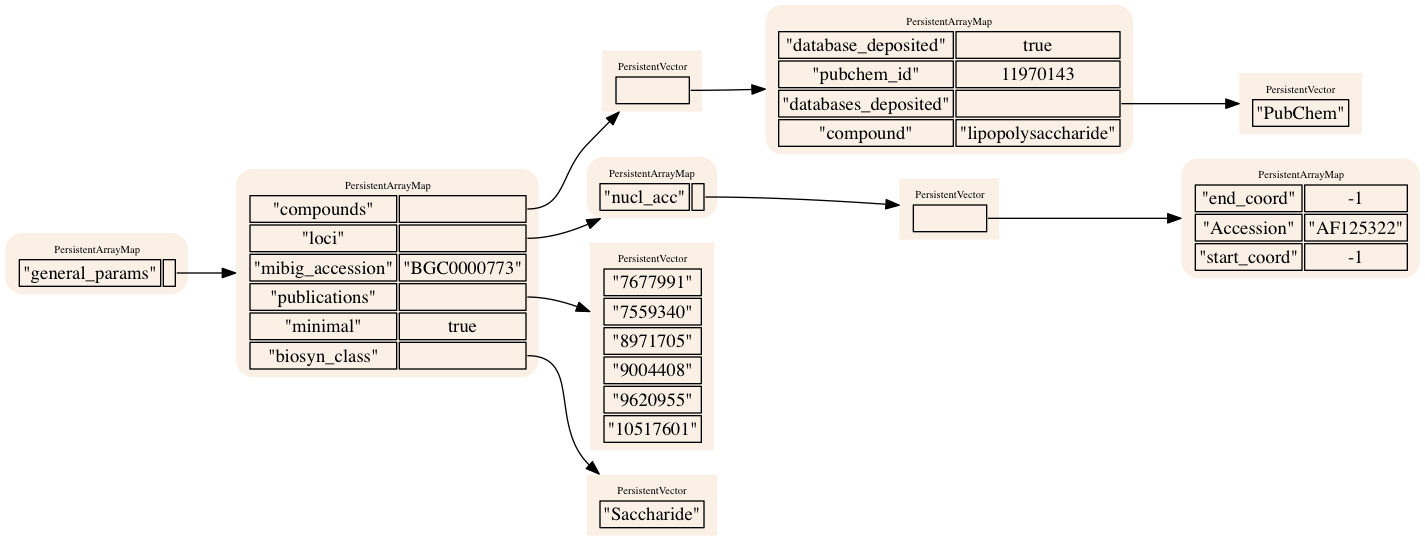 PersistentArrayMap
"general_params"
PersistentArrayMap
"compounds"
"loci"
"mibig_accession" "BGC0000773"
"publications"
"minimal" true
"biosyn_class"
PersistentVector
PersistentArrayMap
"database_deposited" true
"pubchem_id" 11970143
"databases_deposited"
"compound" "lipopolysaccharide"
PersistentVector
"PubChem"
PersistentArrayMap
"nucl_acc"
PersistentVector
PersistentArrayMap
"end_coord" -1
"Accession" "AF125322"
"start_coord" -1
PersistentVector
"7677991"
"7559340"
"8971705"
"9004408"
"9620955"
"10517601"
PersistentVector
"Saccharide"